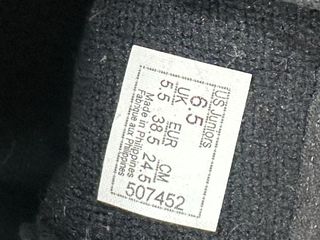 US Juniors
6.5
UK EUR CM
5.5 38.5 24.5
Made in Philippines
Fabriqué aux Philippines
507452